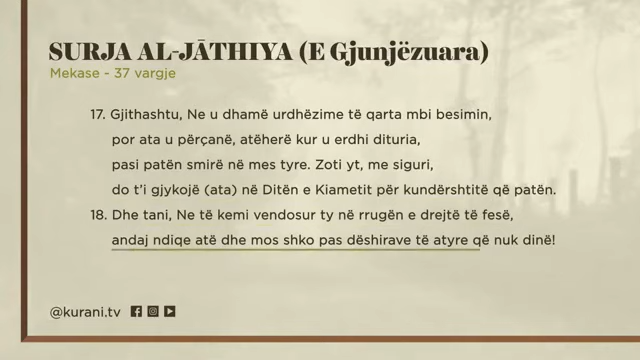 SURJA AL-JĀTHIYA (E Gjunjëzuara)
Mekase - 37 vargje
17. Gjithashtu, Ne u dhamë urdhëzime të qarta mbi besimin,
por ata u përçanë, atëherë kur u erdhi dituria,
pasi patën smirë në mes tyre. Zoti yt, me siguri,
do t'i gjykojë (ata) në Ditën e Kiametit për kundërshtitë që patën.
18. Dhe tani, Ne të kemi vendosur ty në rrugën e drejtë të fesë,
andaj ndiqe atë dhe mos shko pas dëshirave të atyre që nuk dinë!
@kurani.tv